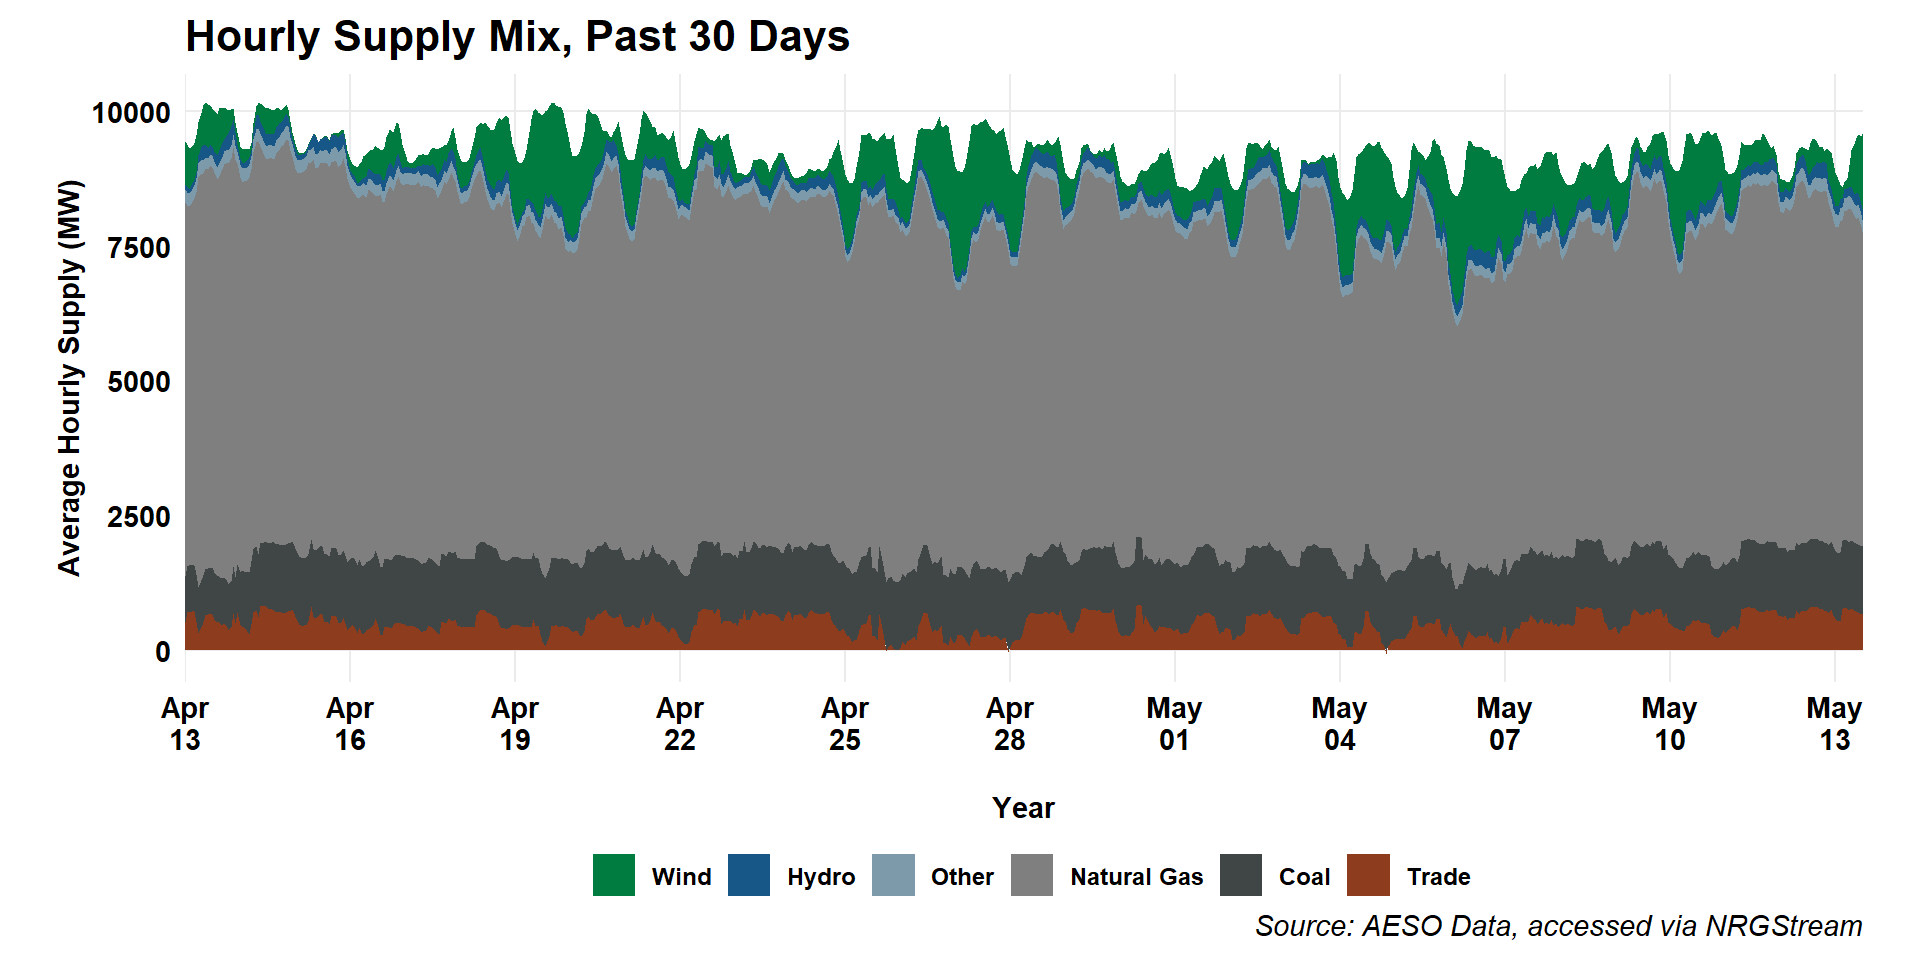 Hourly Supply Mix, Past 30 Days
Average Hourly Supply (MW)
10000
7500
5000
2500
0
Apr Apr Apr Apr Apr Apr May May May May May
13 16 19 22 25 28 01 04 07 10 13
Year
Wind Hydro Other Natural Gas Coal Trade
Source: AESO Data, accessed via NRGStream